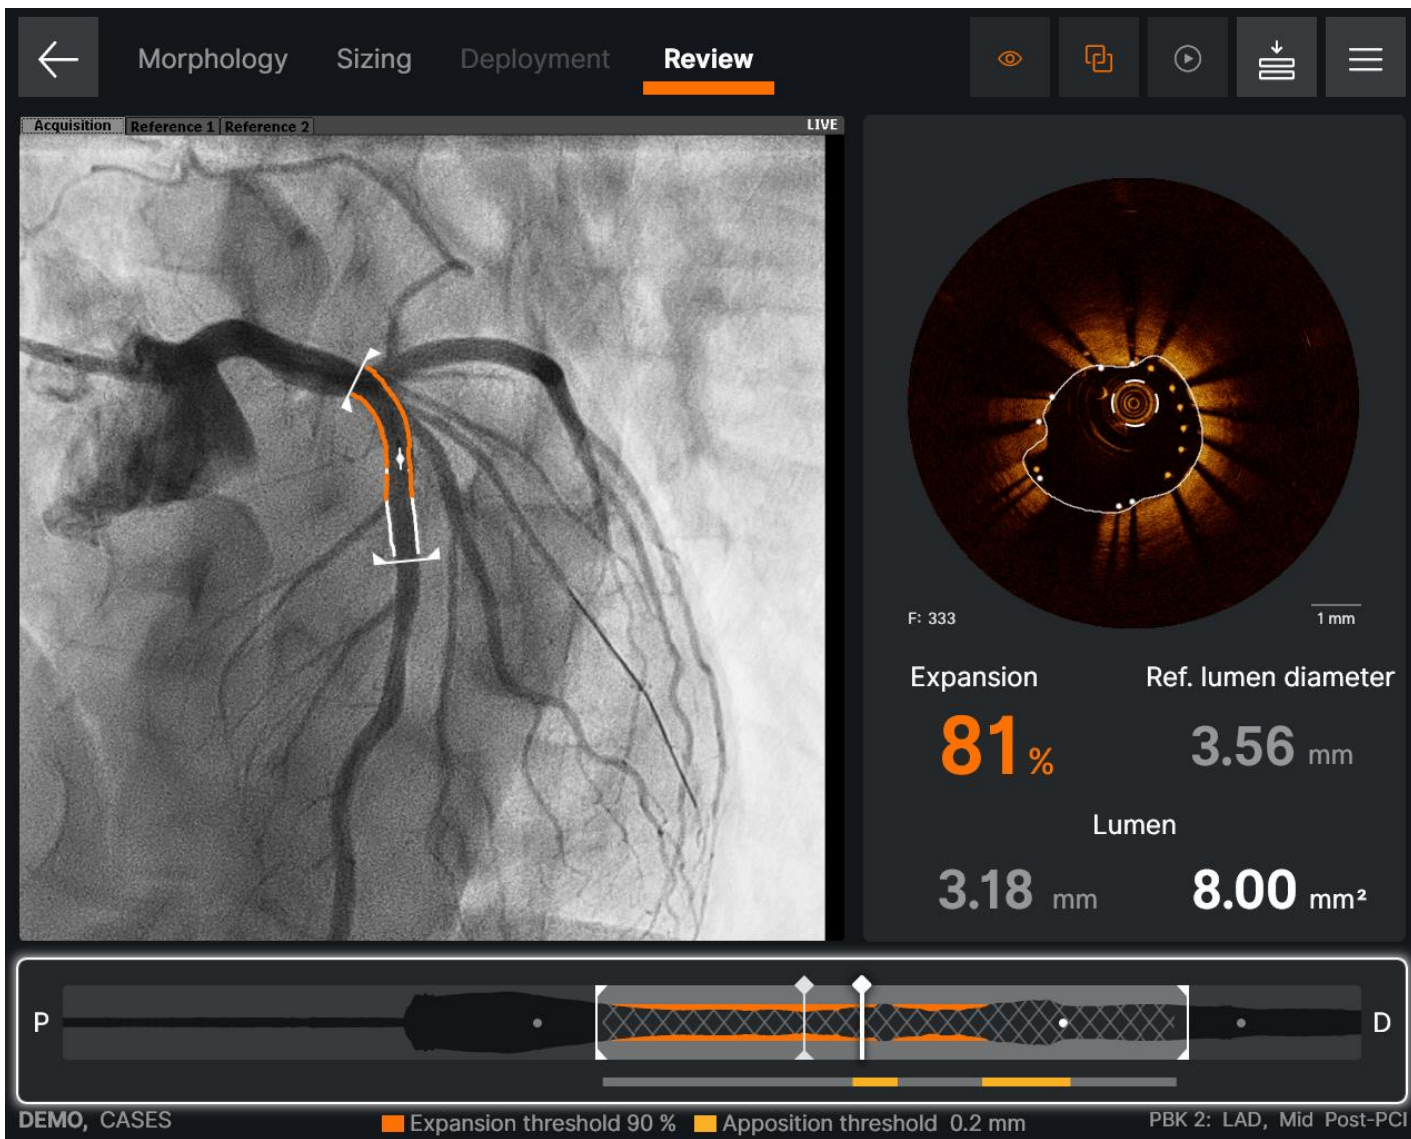 Morphology Sizing Deployment Review
Acquisition Reference 1 Reference 2 LIVE
F: 333
1 mm
Expansion Ref. lumen diameter
81% 3.56 mm
Lumen
3.18 mm 8.00 mm²
P D
DEMO, CASES Expansion threshold 90 % Apposition threshold 0.2 mm PBK 2: LAD, Mid Post-PCI